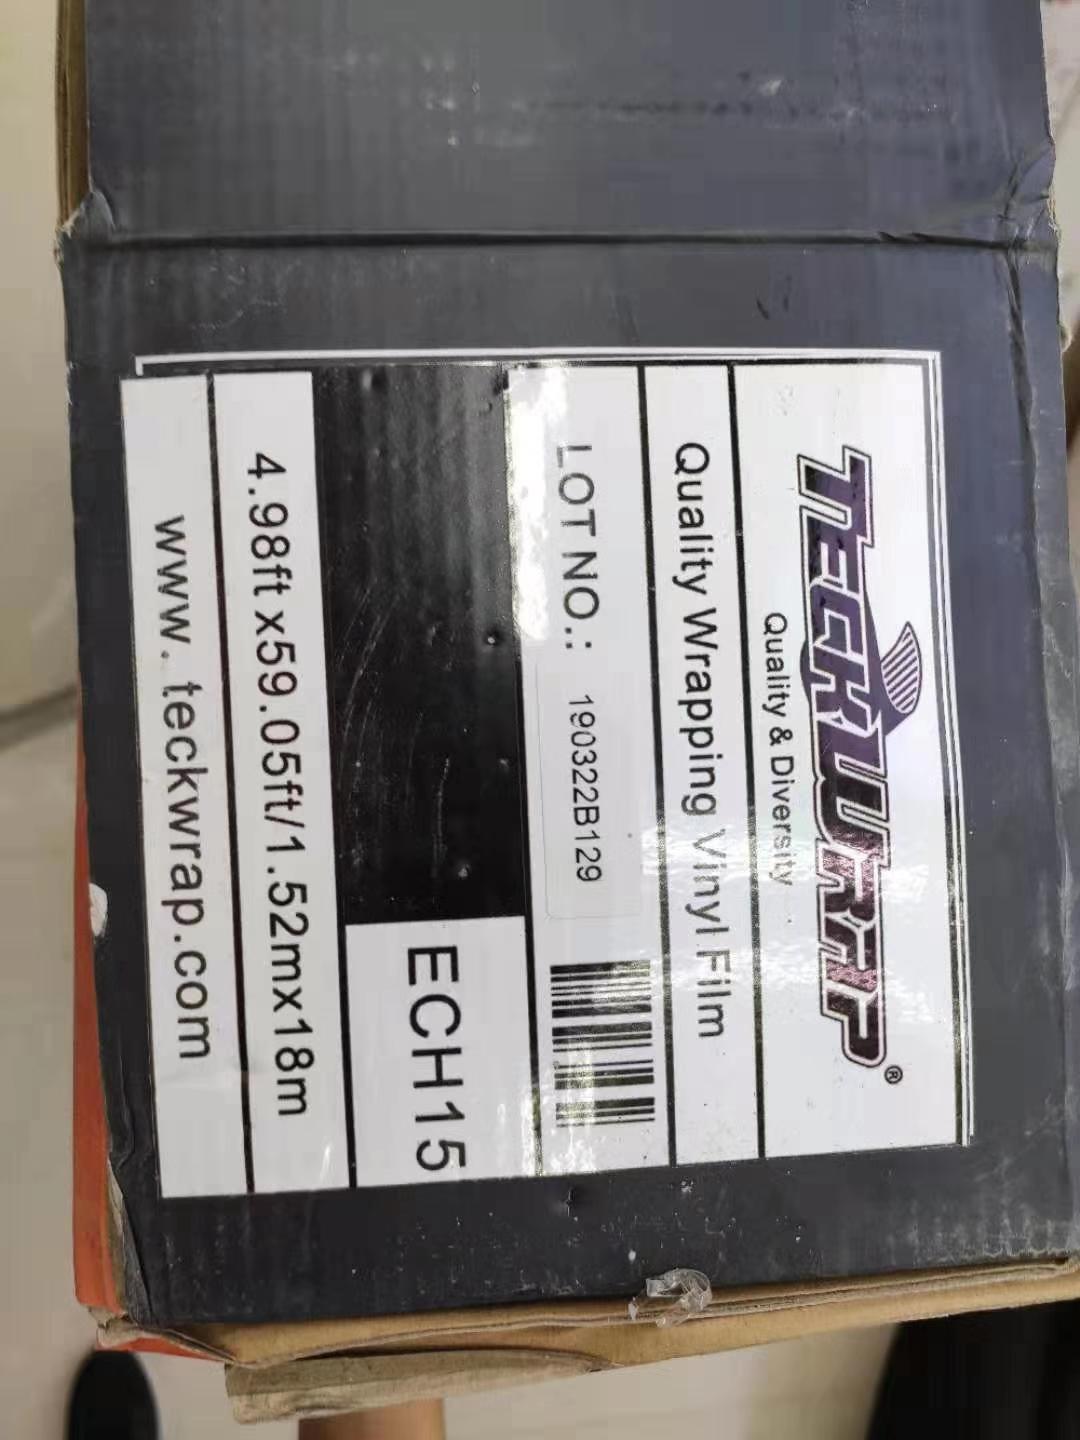 TECKWRAP®
Quality & Diversity
Quality Wrapping Vinyl Film
LOT NO.: 190322B129
ECH15
4.98ft x59.05ft/1.52mx18m
www. teckwrap.com